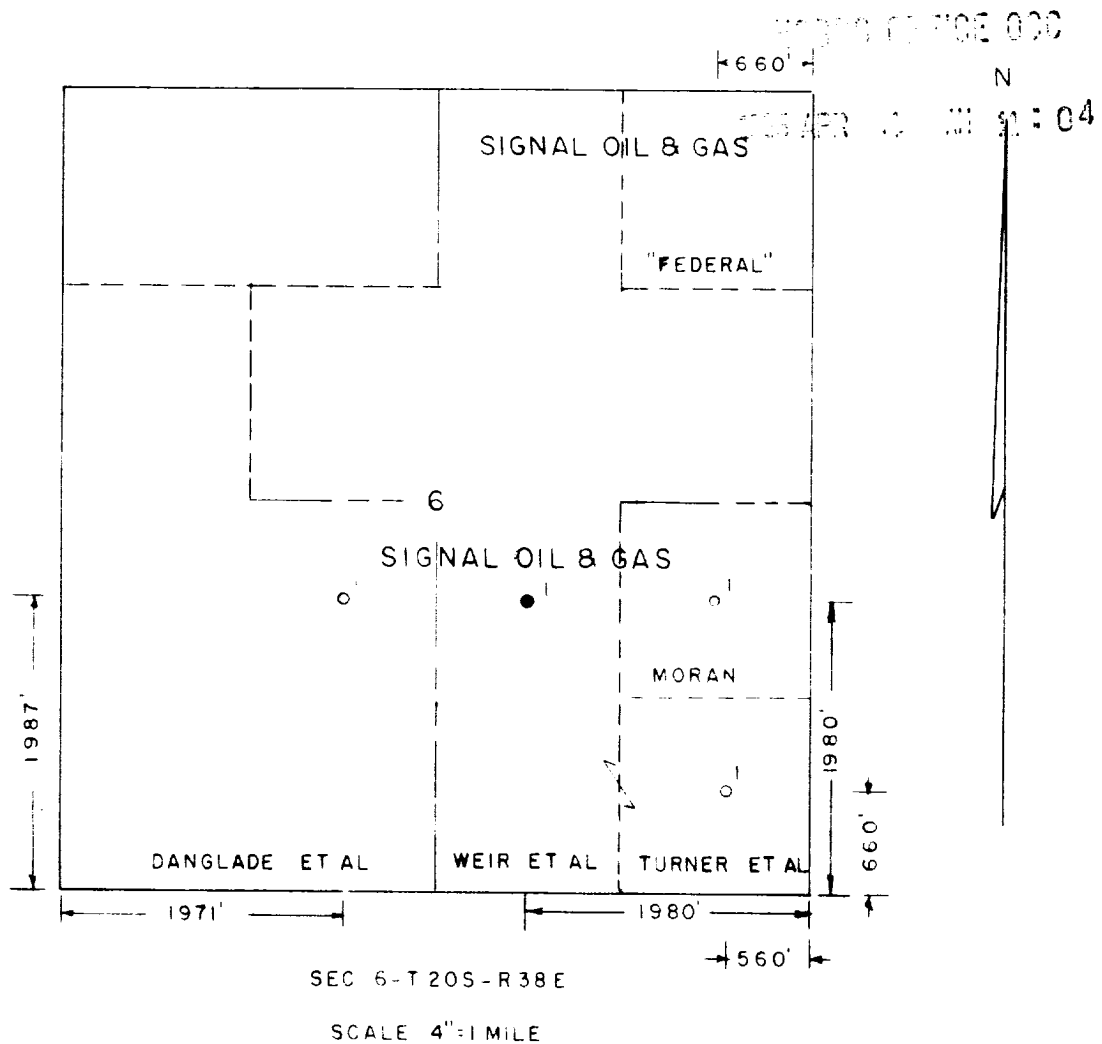 660'
N
04
SIGNAL OIL & GAS
"FEDERAL"
6
SIGNAL OIL & GAS
1
1
MORAN
1987'
1980'
1
660'
DANGLADE ET AL
WEIR ET AL
TURNER ET AL
1971'
1980'
560'
SEC 6-T20S-R38E
SCALE 4"=1 MILE